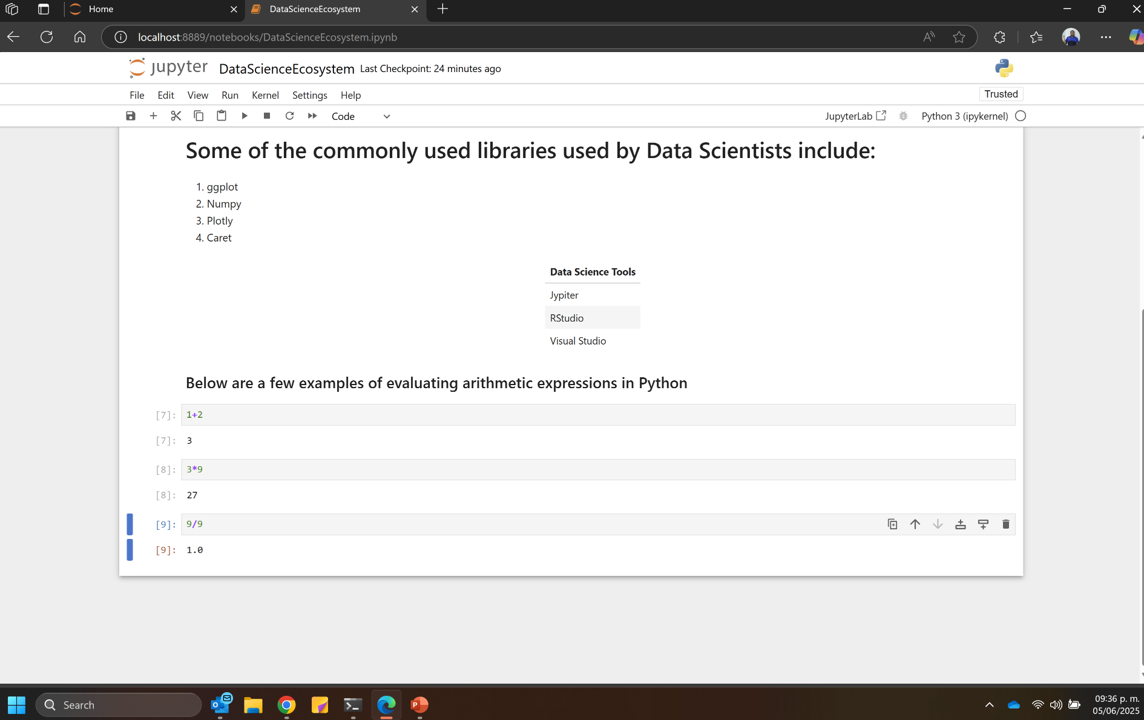 Home
DataScienceEcosystem
localhost:8889/notebooks/DataScienceEcosystem.ipynb
jupyter DataScienceEcosystem Last Checkpoint: 24 minutes ago
File Edit View Run Kernel Settings Help Trusted
Code JupyterLab Python 3 (ipykernel)
Some of the commonly used libraries used by Data Scientists include:
1. ggplot
2. Numpy
3. Plotly
4. Caret
Data Science Tools
Jypiter
RStudio
Visual Studio
Below are a few examples of evaluating arithmetic expressions in Python
[7]: 1+2
[7]: 3
[8]: 3*9
[8]: 27
[9]: 9/9
[9]: 1.0
Search
09:36 p. m.
05/06/2025